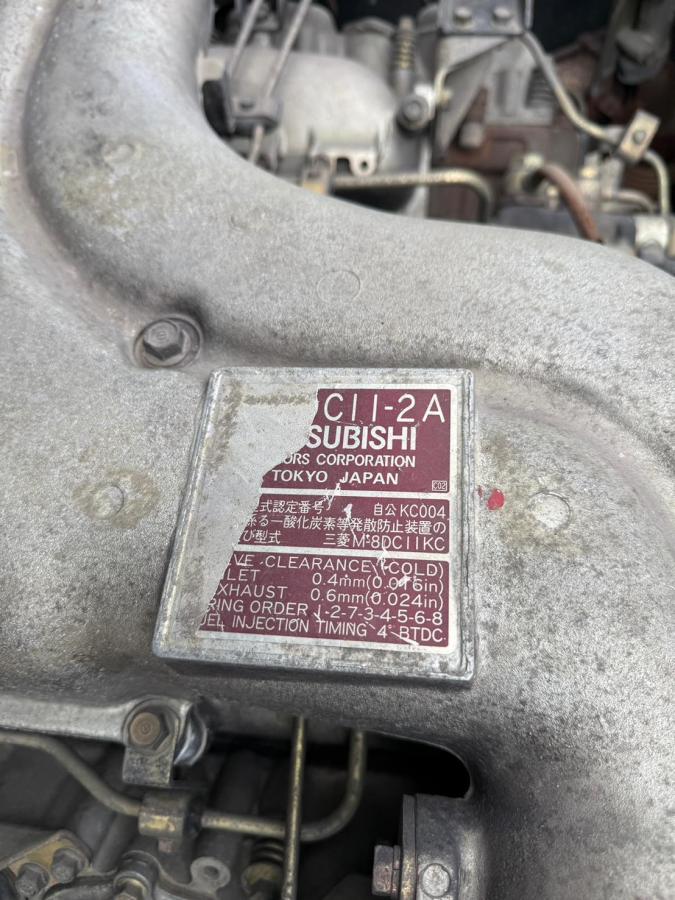 C11-2A
SUBISHI
ORS CORPORATION
TOKYO JAPAN
C02
式認定番号 自公KC004
る一酸化炭素等発散防止装置の
び型式 三菱M-8DC11KC
VE CLEARANCE (COLD)
LET 0.4mm(0.016in)
XHAUST 0.6mm(0.024in)
RING ORDER 1-2-7-3-4-5-6-8
UEL INJECTION TIMING 4° BTDC